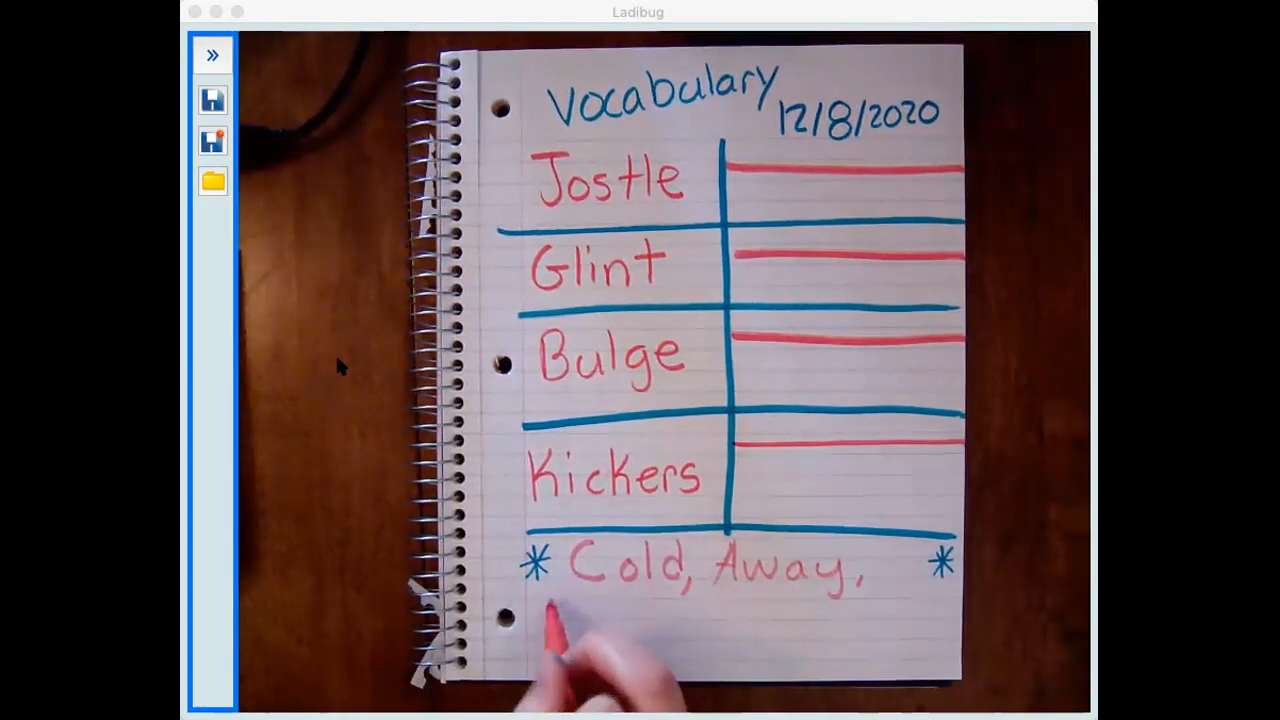 Ladibug
»
Vocabulary
12/8/2020
Jostle
Glint
Bulge
Kickers
* Cold, Away, *